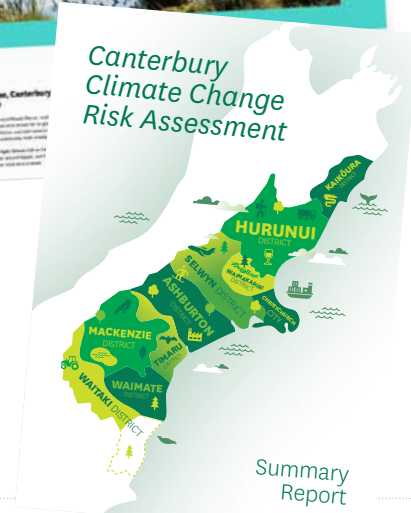 Canterbury
Climate Change
Risk Assessment
KAIKŌURA
DISTRICT
HURUNUI
DISTRICT
WAIMAKARIRI
DISTRICT
SELWYN DISTRICT
CHRISTCHURCH
CITY
ASHBURTON
DISTRICT
MACKENZIE
DISTRICT
TIMARU
DISTRICT
WAIMATE
DISTRICT
WAITAKI DISTRICT
Summary
Report